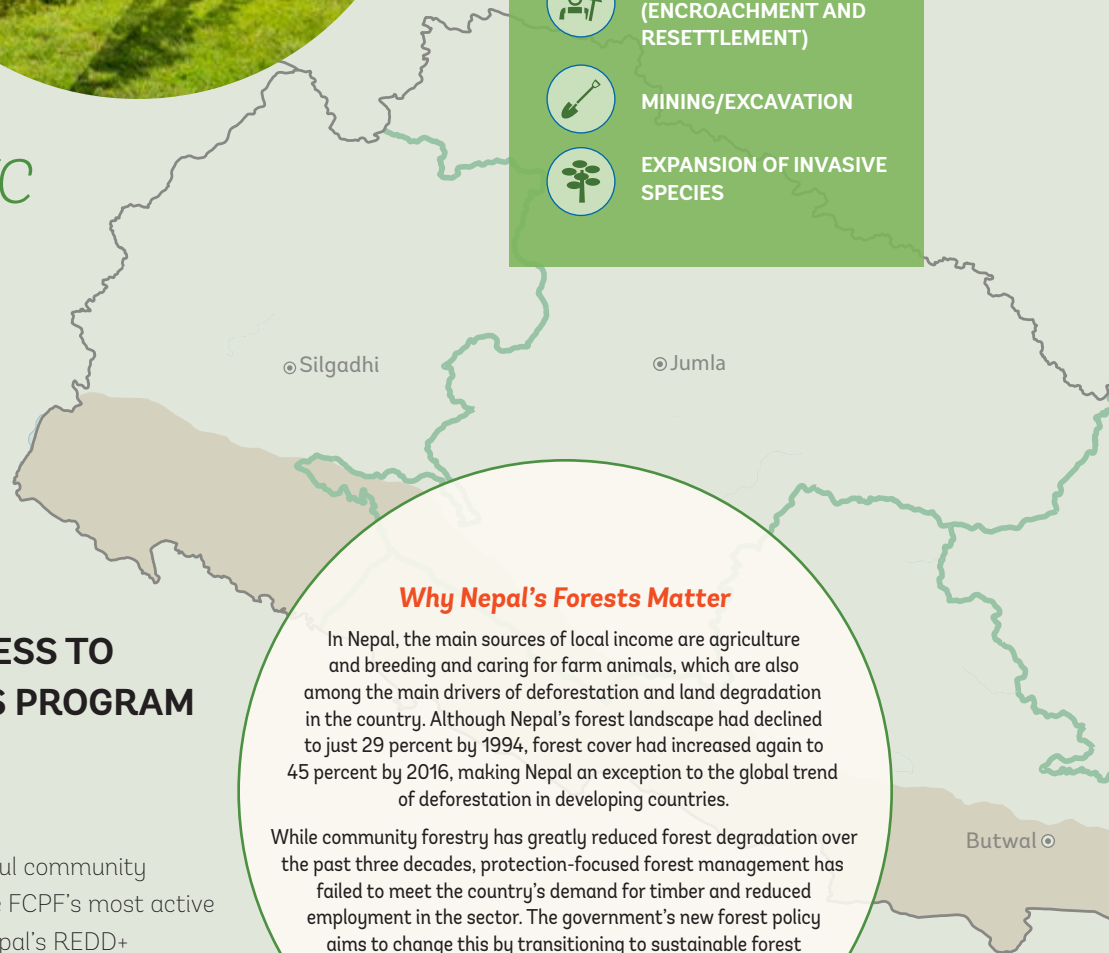 (ENCROACHMENT AND
RESETTLEMENT)
MINING/EXCAVATION
EXPANSION OF INVASIVE
SPECIES
Silgadhi
Jumla
Why Nepal's Forests Matter
In Nepal, the main sources of local income are agriculture
and breeding and caring for farm animals, which are also
among the main drivers of deforestation and land degradation
in the country. Although Nepal's forest landscape had declined
to just 29 percent by 1994, forest cover had increased again to
45 percent by 2016, making Nepal an exception to the global trend
of deforestation in developing countries.
While community forestry has greatly reduced forest degradation over
the past three decades, protection-focused forest management has
failed to meet the country's demand for timber and reduced
employment in the sector. The government's new forest policy
aims to change this by transitioning to sustainable forest
Butwal
ESS TO
S PROGRAM
ul community
FCPF's most active
pal's REDD+